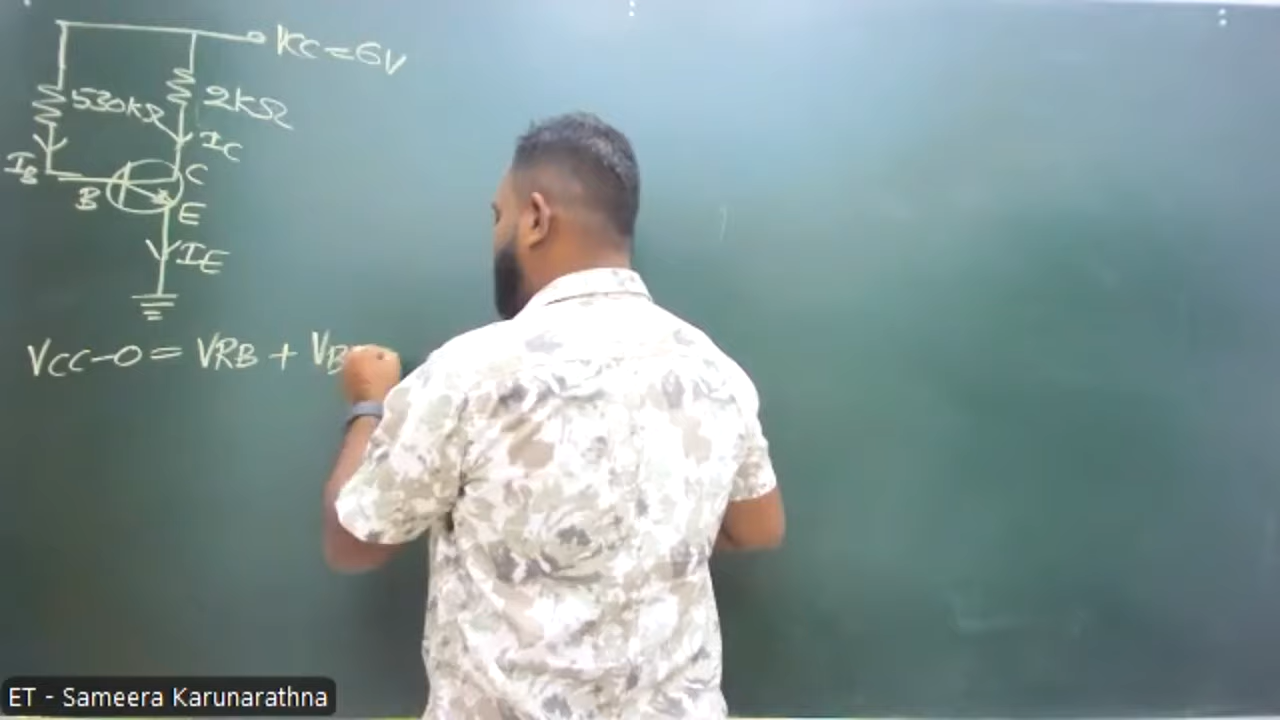 VCC=6V
530kΩ
2kΩ
IC
IB
C
B
E
IE
VCC-0= VRB + VB
ET - Sameera Karunarathna